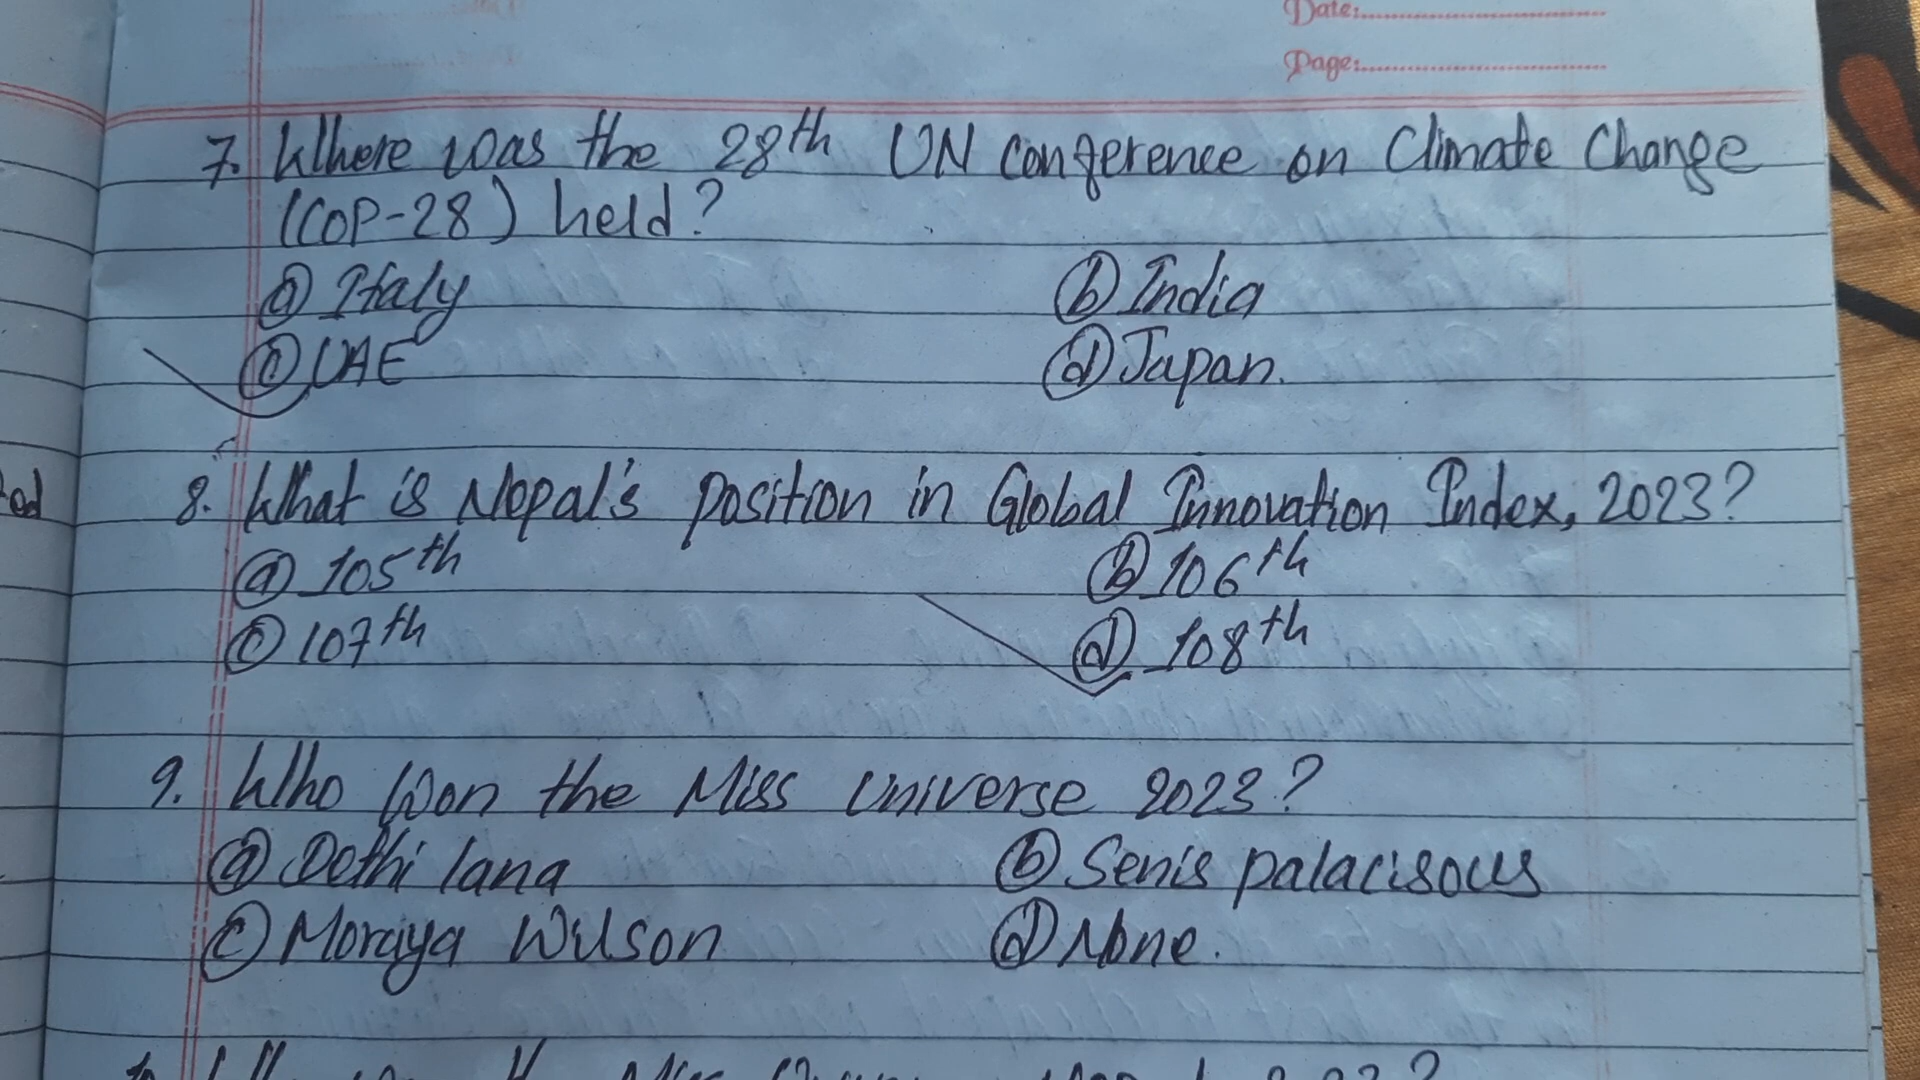 Date:
Page:
7. Where was the 28th UN conference on Climate Change
(COP-28) held?
(a) Italy (b) India
(c) UAE (d) Japan.
8. What is Nepal's position in Global Innovation Index, 2023?
(a) 105th (b) 106th
(c) 107th (d) 108th
9. Who won the Miss Universe 2023?
(a) Dethi lana (b) Senis palacisous
(c) Moraya Wilson (d) None.